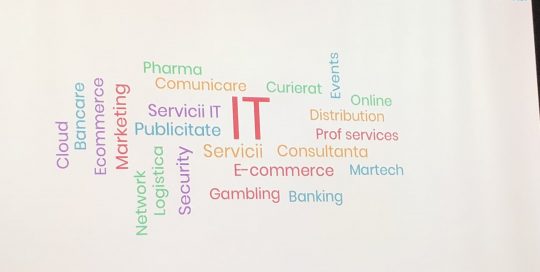 Pharma
Comunicare
Curierat
Events
Online
Distribution
Prof services
Servicii IT
IT
Publicitate
Servicii
Consultanta
E-commerce
Martech
Gambling
Banking
Cloud
Bancare
Ecommerce
Marketing
Network
Logistica
Security